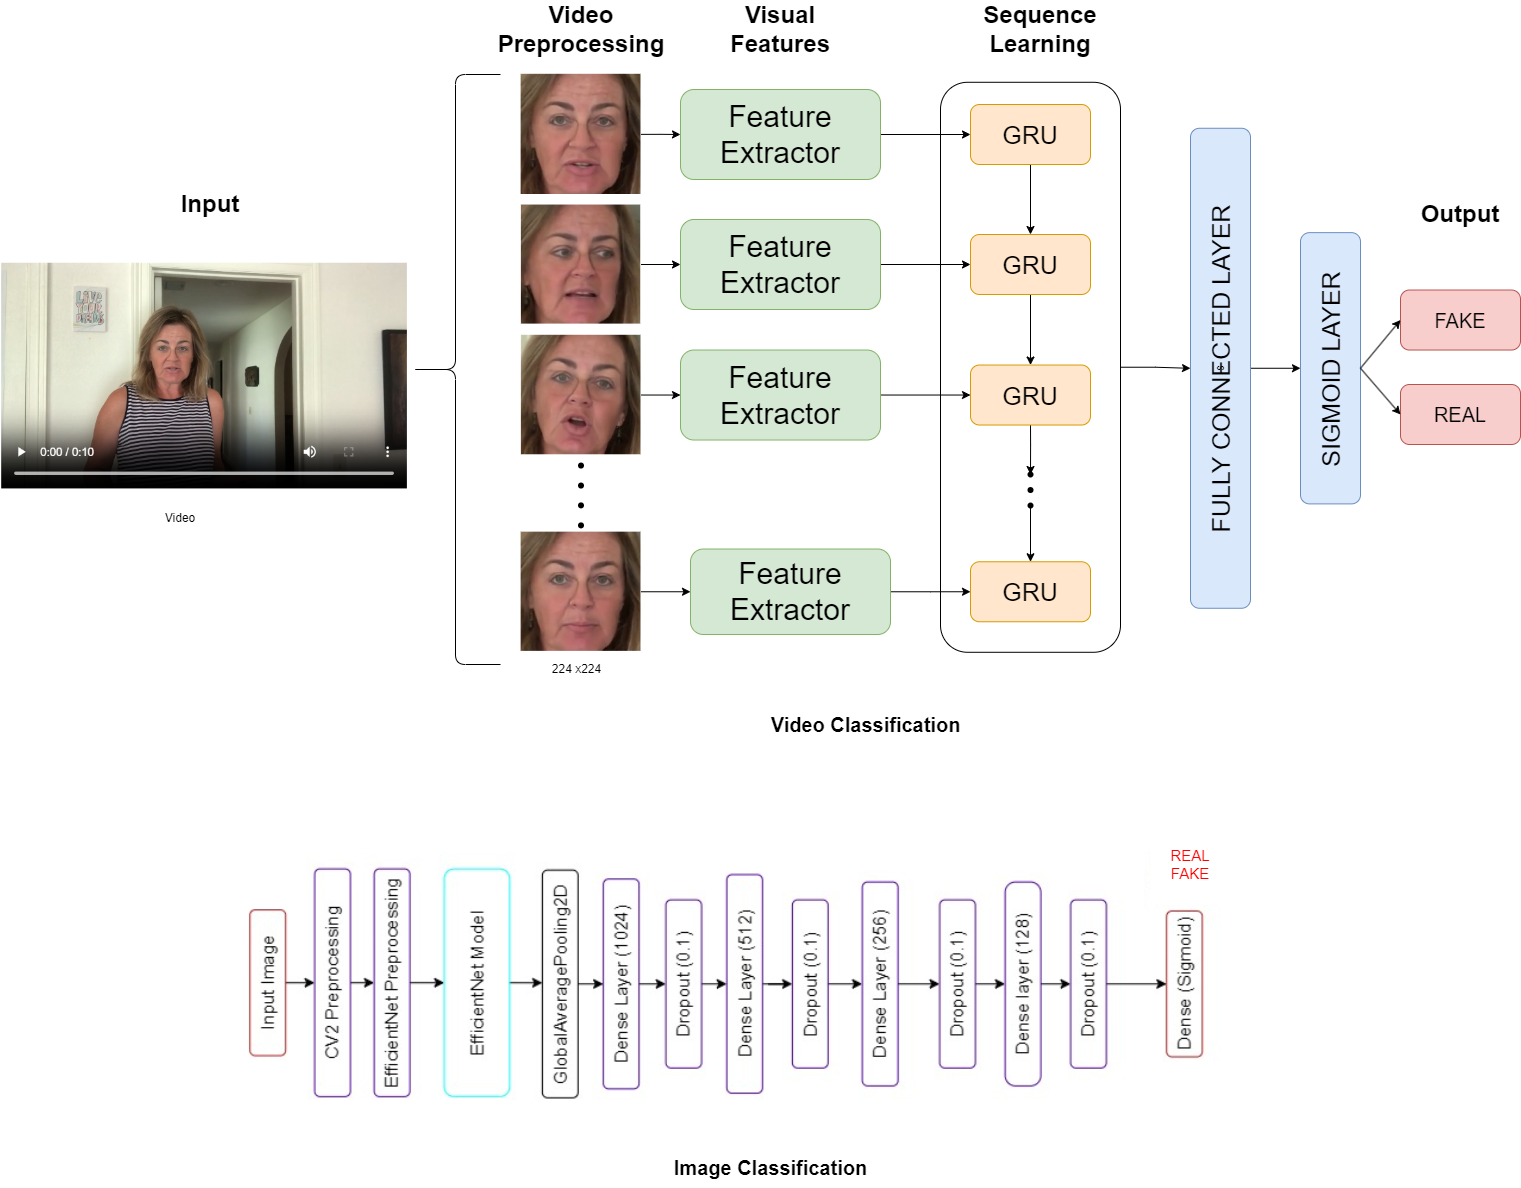 Video
Preprocessing
Visual
Features
Sequence
Learning
Input
Output
LOVE
YOUR
0:00 / 0:10
Video
Feature
Extractor
GRU
Feature
Extractor
GRU
Feature
Extractor
GRU
Feature
Extractor
GRU
224 x224
FULLY CONNECTED LAYER
SIGMOID LAYER
FAKE
REAL
Video Classification
Input Image
CV2 Preprocessing
EfficientNet Preprocessing
EfficientNet Model
GlobalAveragePooling2D
Dense Layer (1024)
Dropout (0.1)
Dense Layer (512)
Dropout (0.1)
Dense Layer (256)
Dropout (0.1)
Dense layer (128)
Dropout (0.1)
REAL
FAKE
Dense (Sigmoid)
Image Classification